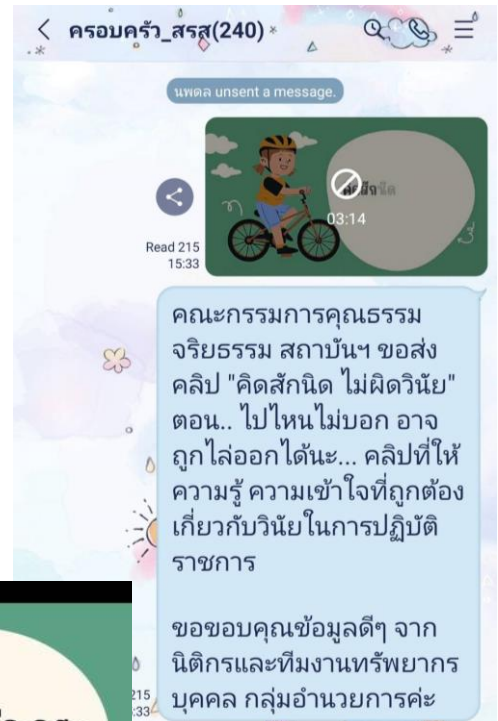 ครอบครัว_สรส(240)
นพดล unsent a message.
03:14
Read 215
15:33
คณะกรรมการคุณธรรม
จริยธรรม สถาบันฯ ขอส่ง
คลิป "คิดสักนิด ไม่ผิดวินัย"
ตอน.. ไปไหนไม่บอก อาจ
ถูกไล่ออกได้นะ... คลิปที่ให้
ความรู้ ความเข้าใจที่ถูกต้อง
เกี่ยวกับวินัยในการปฏิบัติ
ราชการ
ขอขอบคุณข้อมูลดีๆ จาก
นิติกรและทีมงานทรัพยากร
215
:33
บุคคล กลุ่มอำนวยการค่ะ